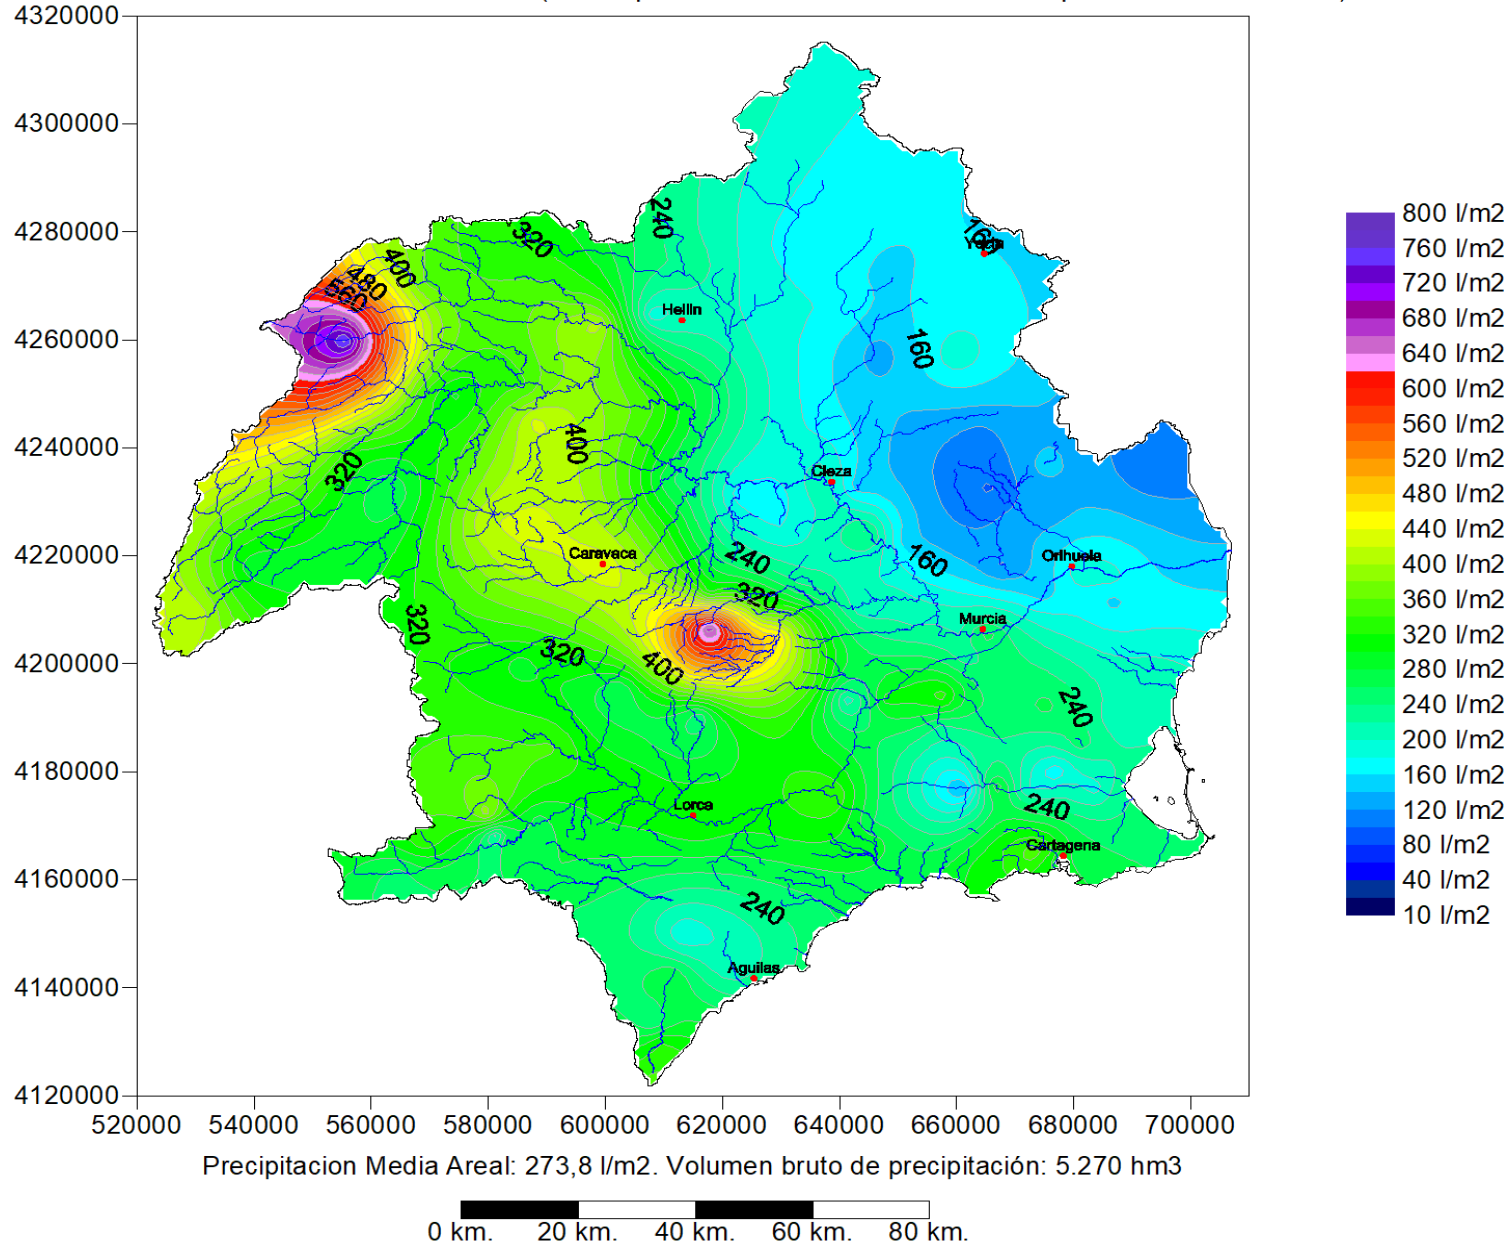 4320000
4300000
4280000
4260000
4240000
4220000
4200000
4180000
4160000
4140000
4120000
520000 540000 560000 580000 600000 620000 640000 660000 680000 700000
240
320
160
Yecla
400
480
560
Hellin
160
400
320
Cieza
240
160
Caravaca
Orihuela
320
320
Murcia
320
400
240
Lorca
240
Cartagena
240
Aguilas
800 l/m2
760 l/m2
720 l/m2
680 l/m2
640 l/m2
600 l/m2
560 l/m2
520 l/m2
480 l/m2
440 l/m2
400 l/m2
360 l/m2
320 l/m2
280 l/m2
240 l/m2
200 l/m2
160 l/m2
120 l/m2
80 l/m2
40 l/m2
10 l/m2
Precipitacion Media Areal: 273,8 l/m2. Volumen bruto de precipitación: 5.270 hm3
0 km. 20 km. 40 km. 60 km. 80 km.